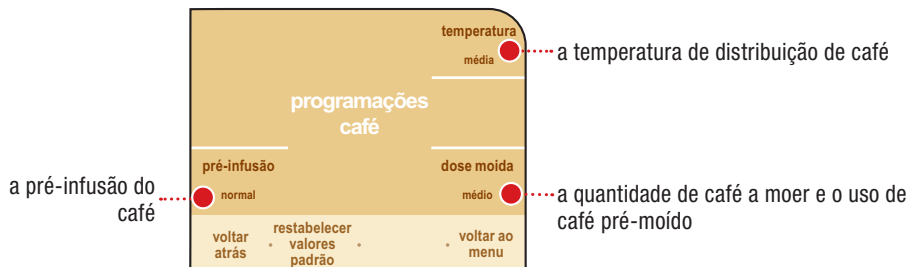 temperatura
média
a temperatura de distribuição de café
programações
café
pré-infusão
normal
a pré-infusão do
café
dose moida
médio
a quantidade de café a moer e o uso de
café pré-moído
voltar
atrás
restabelecer
valores
padrão
voltar ao
menu